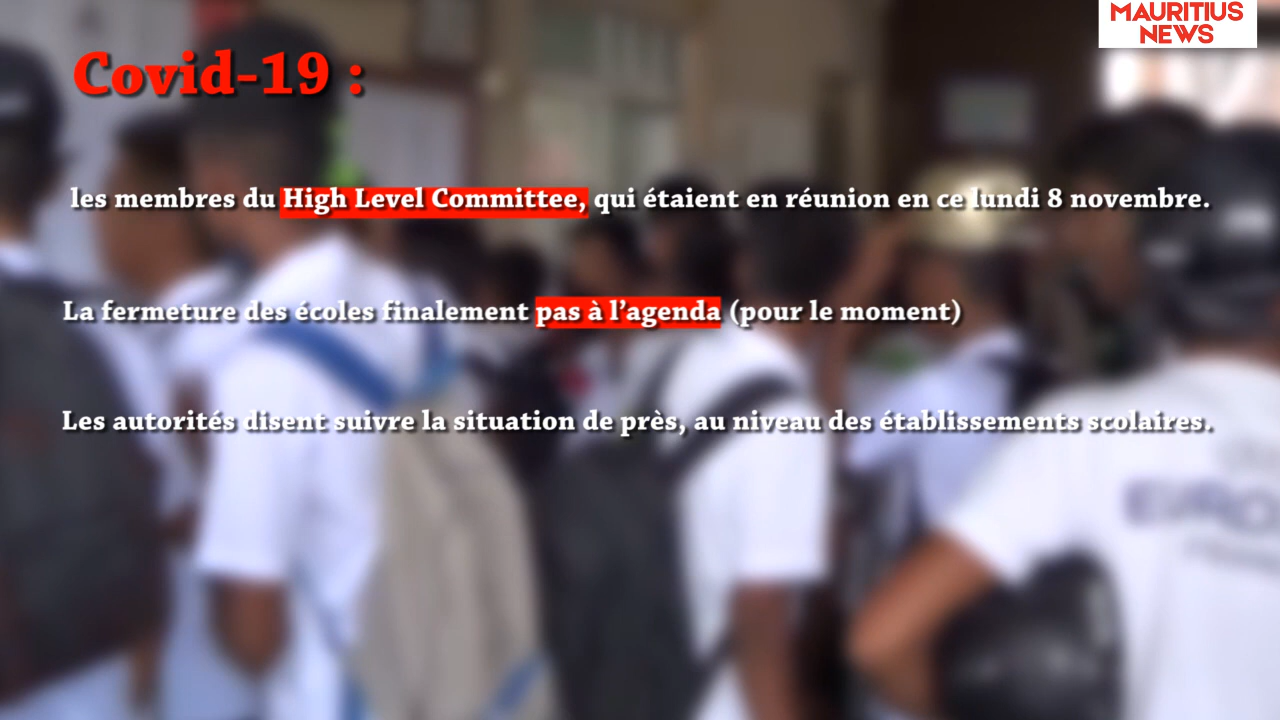 MAURITIUS
NEWS
Covid-19 :
les membres du High Level Committee, qui étaient en réunion en ce lundi 8 novembre.
La fermeture des écoles finalement pas à l’agenda (pour le moment)
Les autorités disent suivre la situation de près, au niveau des établissements scolaires.